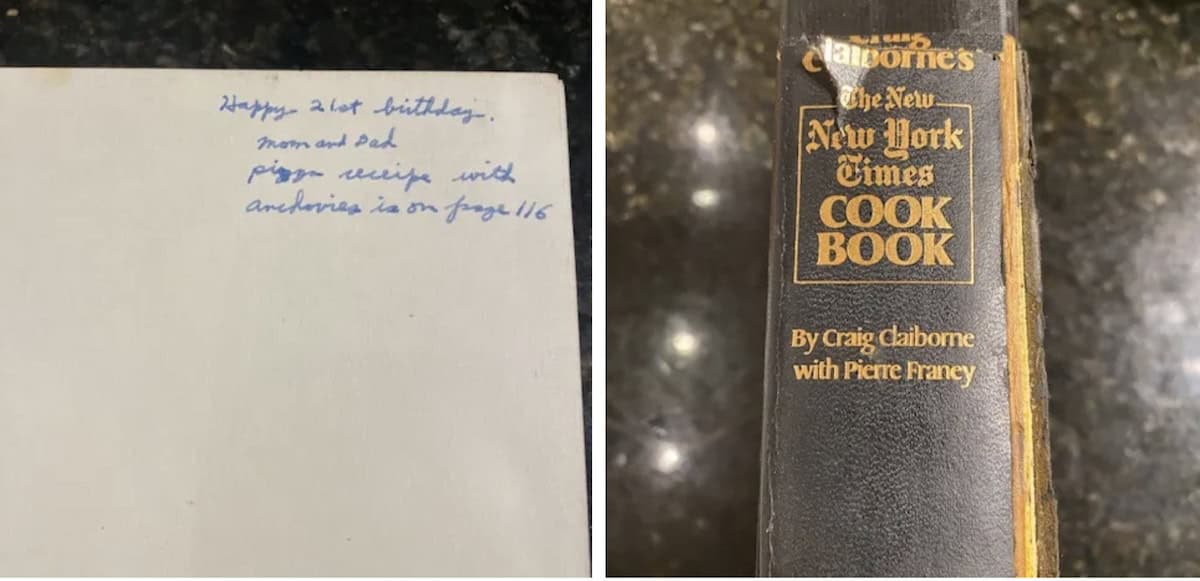 Happy 21st birthday.
Mom and Dad
pizza receipe with
anchovies is on page 116
Craig
Claiborne's
The New
New York
Times
COOK
BOOK
By Craig Claiborne
with Pierre Franey